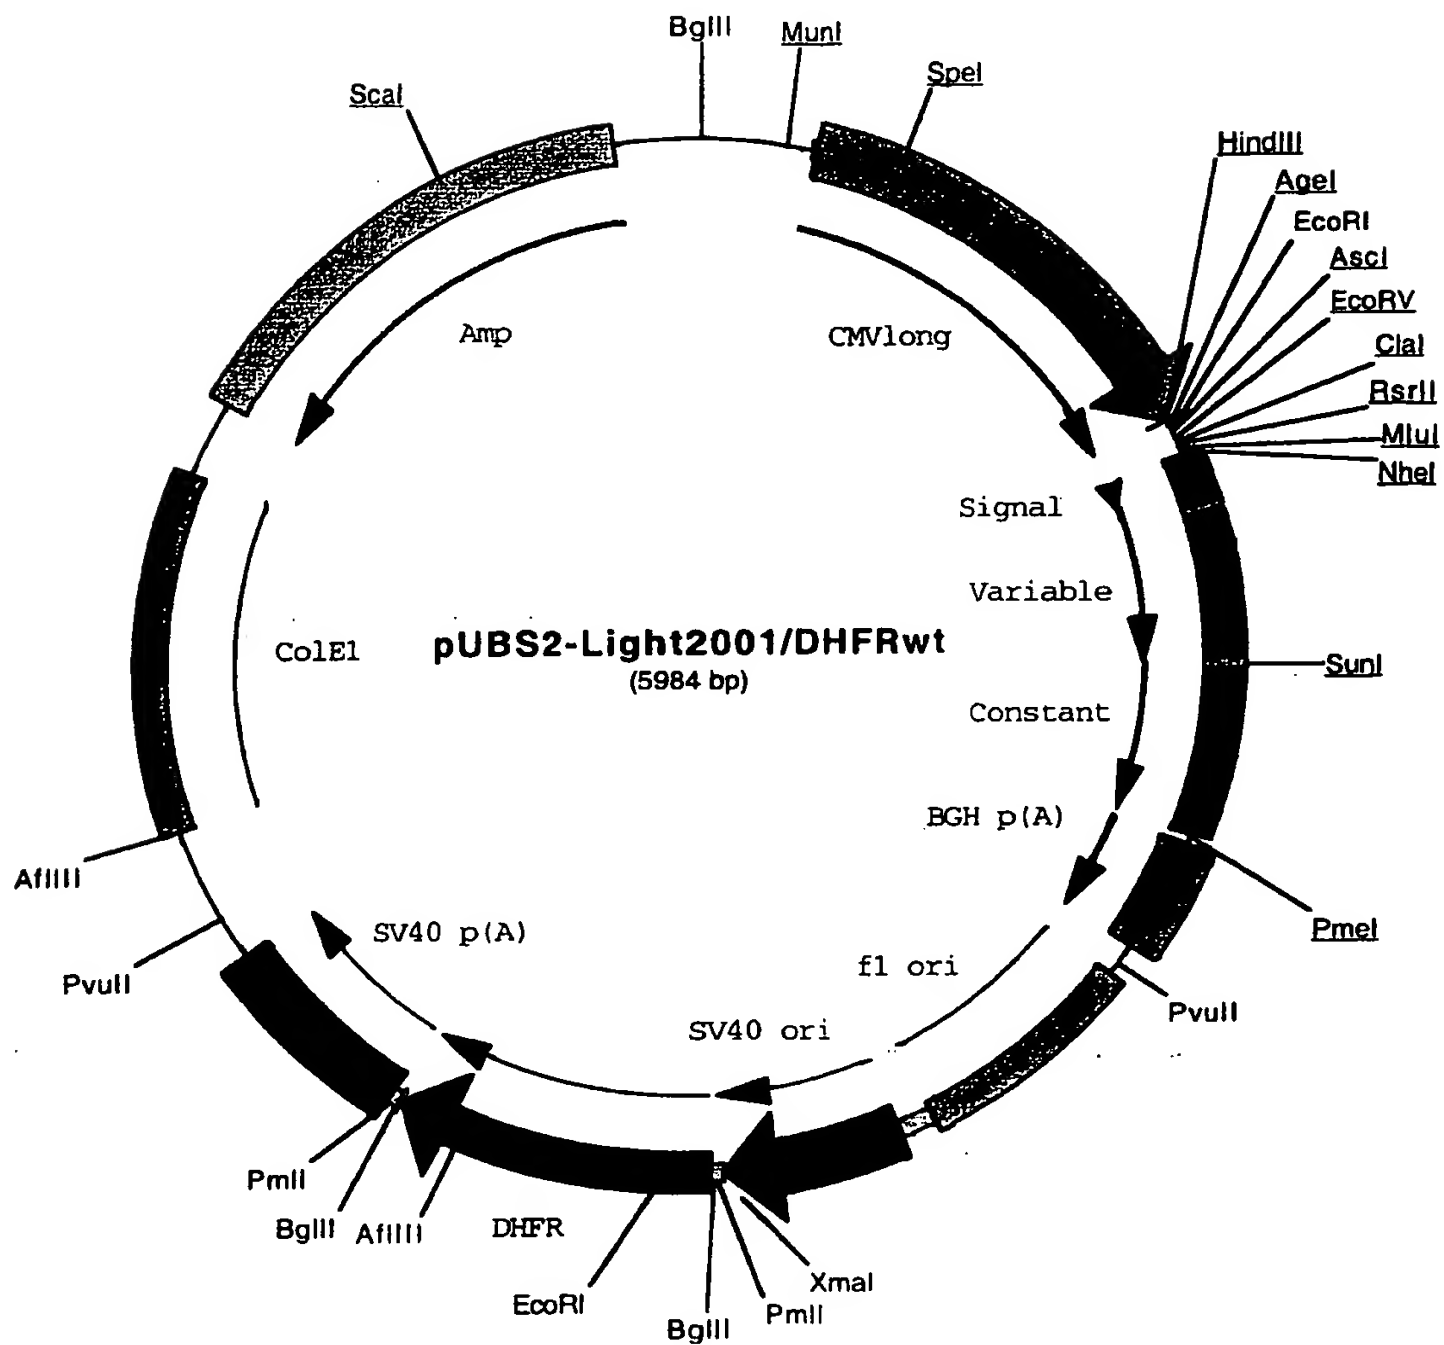 BglII
MunI
SpeI
ScaI
HindIII
AgeI
EcoRI
AscI
EcoRV
ClaI
RsrII
MluI
NheI
Amp
CMVlong
Signal
Variable
pUBS2-Light2001/DHFRwt
(5984 bp)
ColE1
SunI
Constant
BGH p(A)
AflIII
PmeI
SV40 p(A)
f1 ori
PvuII
PvuII
SV40 ori
PmlI
BglII
AflIII
DHFR
XmaI
EcoRI
PmlI
BglII